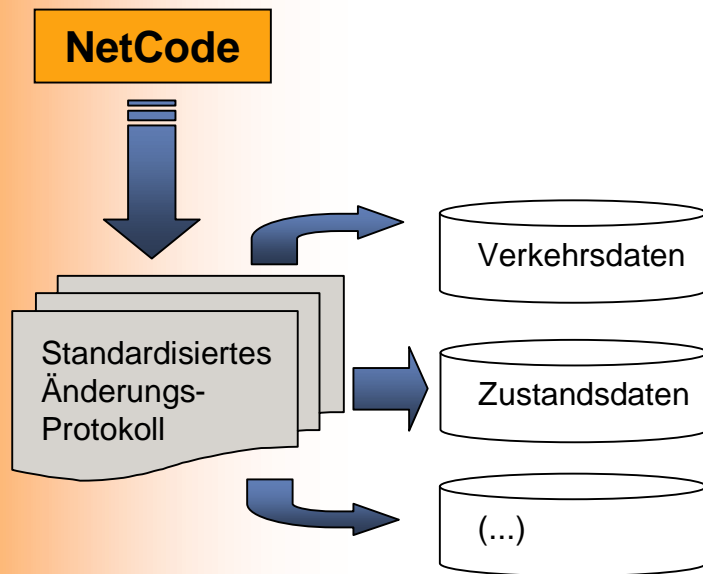 NetCode
Verkehrsdaten
Standardisiertes
Änderungs-
Protokoll
Zustandsdaten
(...)